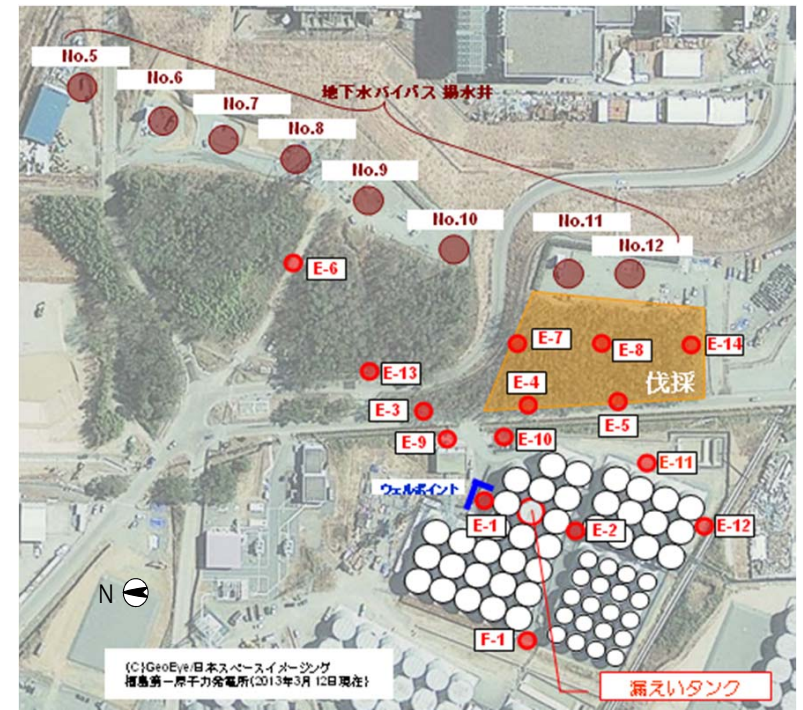 No.5
No.6
No.7
No.8
No.9
No.10
No.11
No.12
地下水バイパス 揚水井
E-6
E-7
E-8
E-14
E-13
E-4
伐採
E-3
E-5
E-9
E-10
E-11
ウェルポイント
E-1
E-2
E-12
N
F-1
(C)GeoEye/日本スペースイメージング
福島第一原子力発電所(2013年3月12日現在)
漏えいタンク